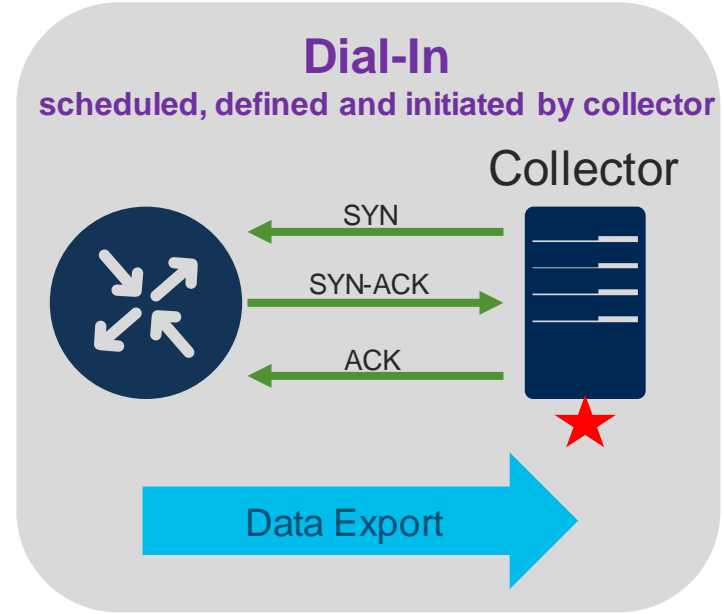 Dial-In
scheduled, defined and initiated by collector
Collector
SYN
SYN-ACK
ACK
Data Export